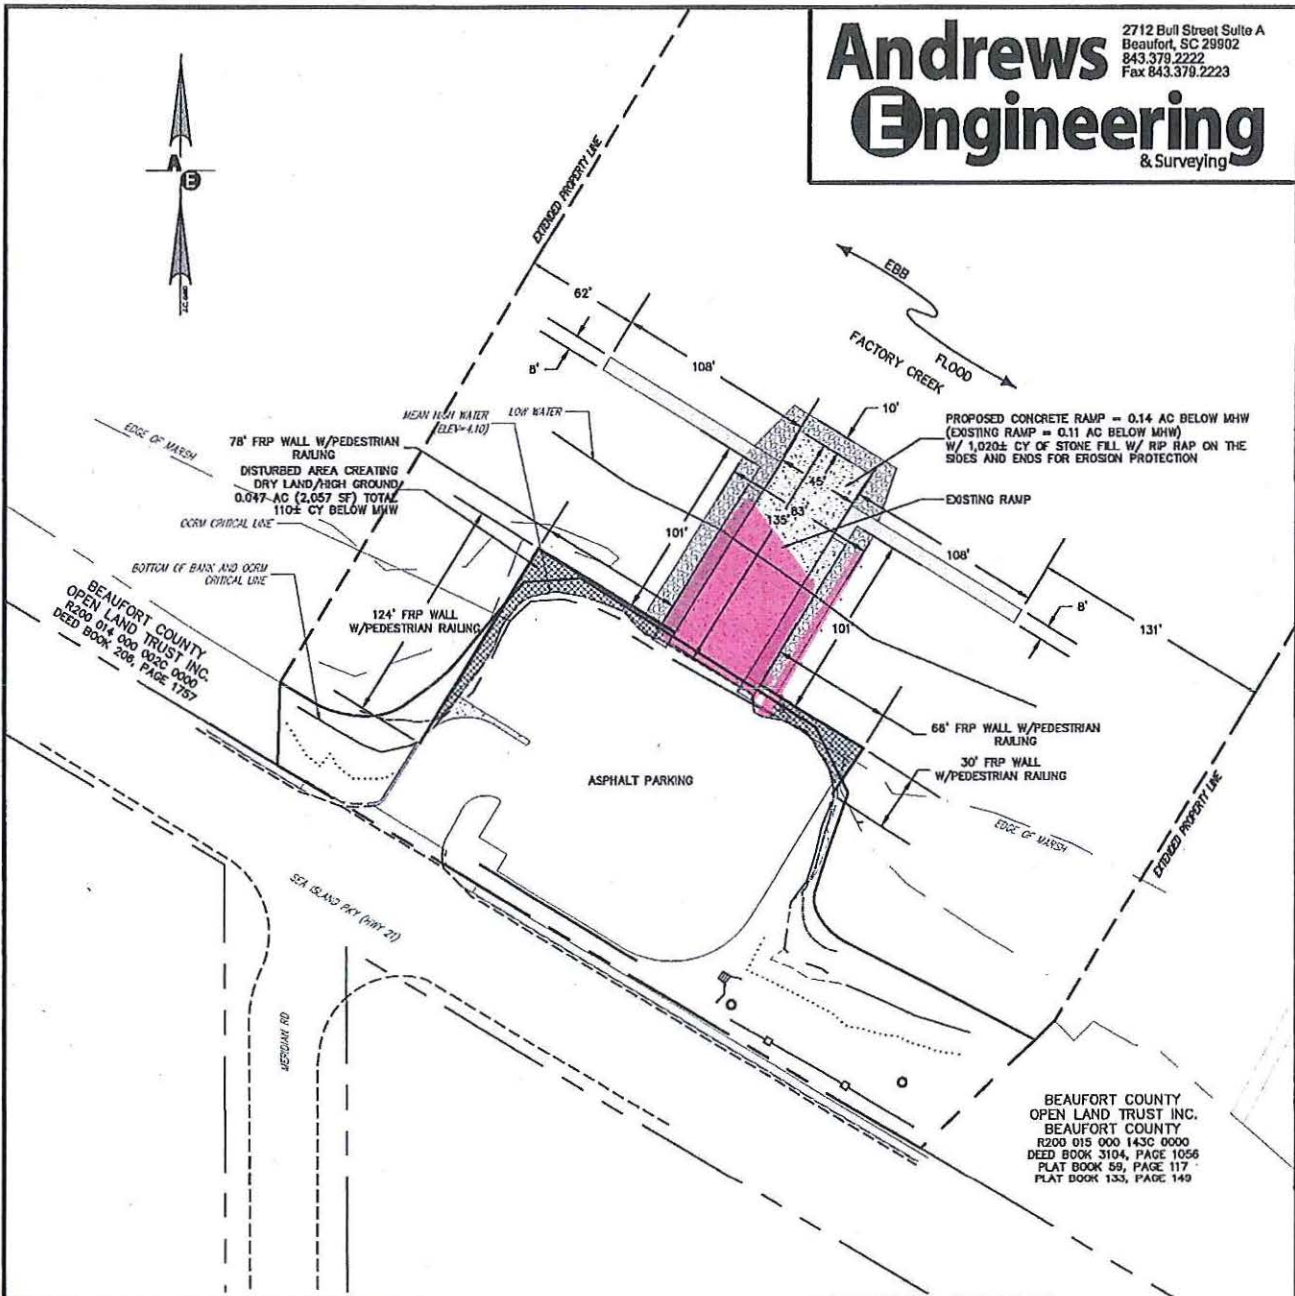 Andrews
Engineering
& Surveying
2712 Bull Street Suite A
Beaufort, SC 29902
843.379.2222
Fax 843.379.2223
A
E
EXTENDED PROPERTY LINE
EBB
FLOOD
FACTORY CREEK
62'
108'
8'
10'
MEAN HIGH WATER
(ELEV=4.10)
LOW WATER
EDGE OF MARSH
78' FRP WALL W/PEDESTRIAN
RAILING
DISTURBED AREA CREATING
DRY LAND/HIGH GROUND
0.047 AC (2,057 SF) TOTAL
110± CY BELOW MHW
OCRM CRITICAL LINE
BOTTOM OF BANK AND OCRM
CRITICAL LINE
PROPOSED CONCRETE RAMP = 0.14 AC BELOW MHW
(EXISTING RAMP = 0.11 AC BELOW MHW)
W/ 1,020± CY OF STONE FILL W/ RIP RAP ON THE
SIDES AND ENDS FOR EROSION PROTECTION
EXISTING RAMP
45'
83'
135'
101'
101'
108'
8'
131'
BEAUFORT COUNTY
OPEN LAND TRUST INC.
R200 014 000 002C 0000
DEED BOOK 206, PAGE 1757
124' FRP WALL
W/PEDESTRIAN RAILING
68' FRP WALL W/PEDESTRIAN
RAILING
30' FRP WALL
W/PEDESTRIAN RAILING
ASPHALT PARKING
EDGE OF MARSH
EXTENDED PROPERTY LINE
SEA ISLAND PKY (HWY 21)
MERIDIAN RD
BEAUFORT COUNTY
OPEN LAND TRUST INC.
BEAUFORT COUNTY
R200 015 000 143C 0000
DEED BOOK 3104, PAGE 1056
PLAT BOOK 59, PAGE 117
PLAT BOOK 133, PAGE 149